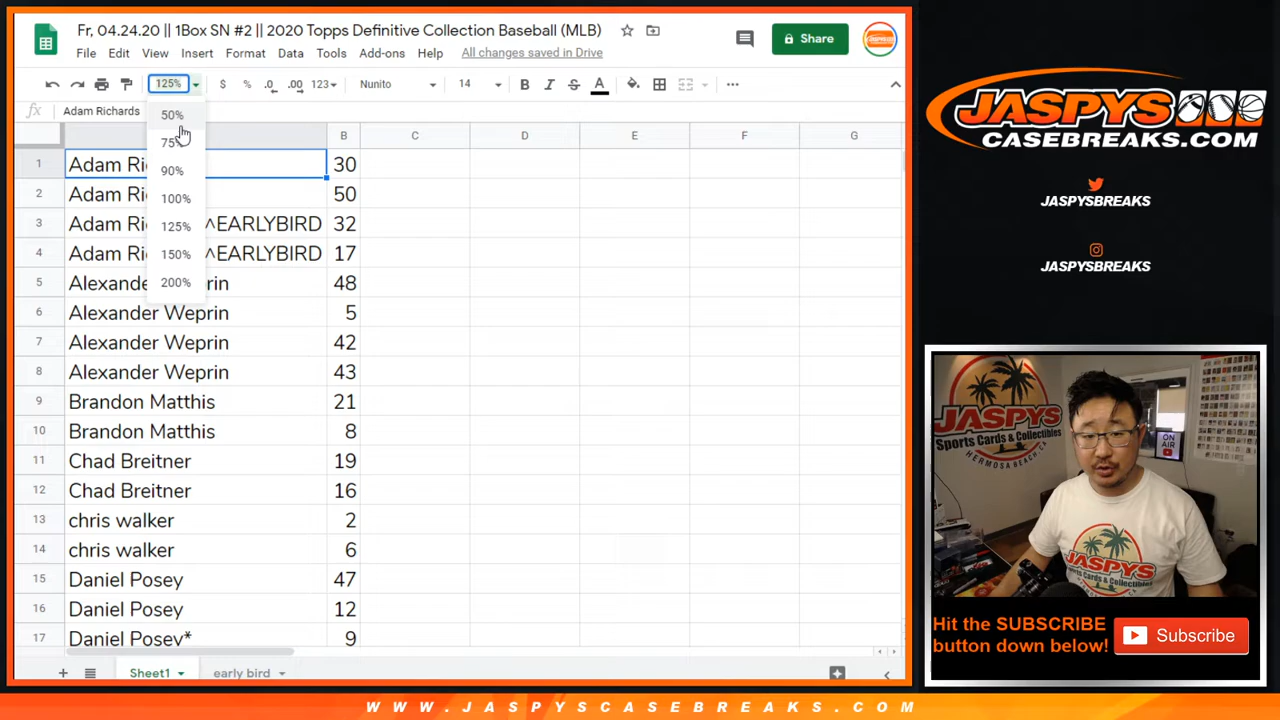 Fr, 04.24.20 || 1Box SN #2 || 2020 Topps Definitive Collection Baseball (MLB)
File Edit View Insert Format Data Tools Add-ons Help All changes saved in Drive
Share
125% $ % .0 .00 123 Nunito 14 B I S A
fx Adam Richards
50%
75%
90%
100%
125%
150%
200%
B C D E F G
1 Adam Ri 30
2 Adam Ri 50
3 Adam Ric ^EARLYBIRD 32
4 Adam Ric ^EARLYBIRD 17
5 Alexander Weprin 48
6 Alexander Weprin 5
7 Alexander Weprin 42
8 Alexander Weprin 43
9 Brandon Matthis 21
10 Brandon Matthis 8
11 Chad Breitner 19
12 Chad Breitner 16
13 chris walker 2
14 chris walker 6
15 Daniel Posey 47
16 Daniel Posey 12
17 Daniel Posey* 9
Sheet1 early bird
JASPYS
CASEBREAKS.COM
JASPYSBREAKS
JASPYSBREAKS
JASPYS
Sports Cards & Collectibles
HERMOSA BEACH, CA
ON AIR
JASPYS
Hit the SUBSCRIBE
button down below!
Subscribe
WWW.JASPYSCASEBREAKS.COM